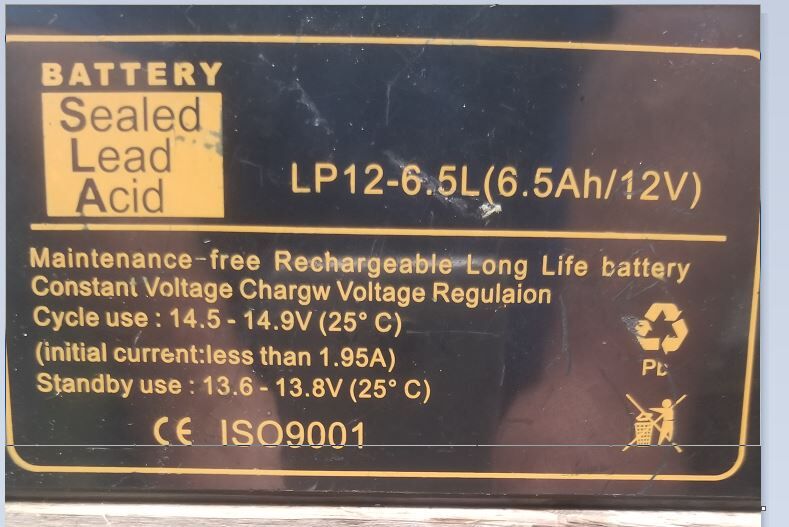 BATTERY
Sealed
Lead
Acid
LP12-6.5L(6.5Ah/12V)
Maintenance-free Rechargeable Long Life battery
Constant Voltage Chargw Voltage Regulaion
Cycle use : 14.5 - 14.9V (25° C)
(initial current:less than 1.95A)
Standby use : 13.6 - 13.8V (25° C)
CE ISO9001
Pb